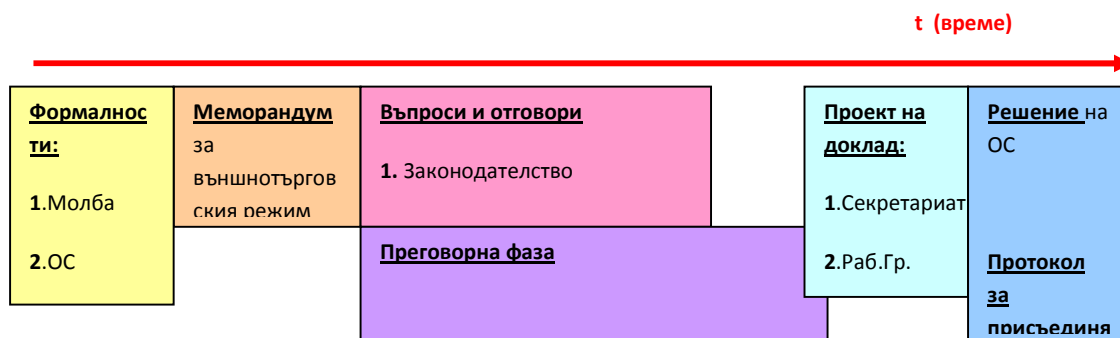 t (време)
Формалнос
ти:
1.Молба
2.ОС
Меморандум
за
външнотъргов
ския режим
Въпроси и отговори
1. Законодателство
Преговорна фаза
Проект на
доклад:
1.Секретариат
2.Раб.Гр.
Решение на
ОС
Протокол
за
присъединя